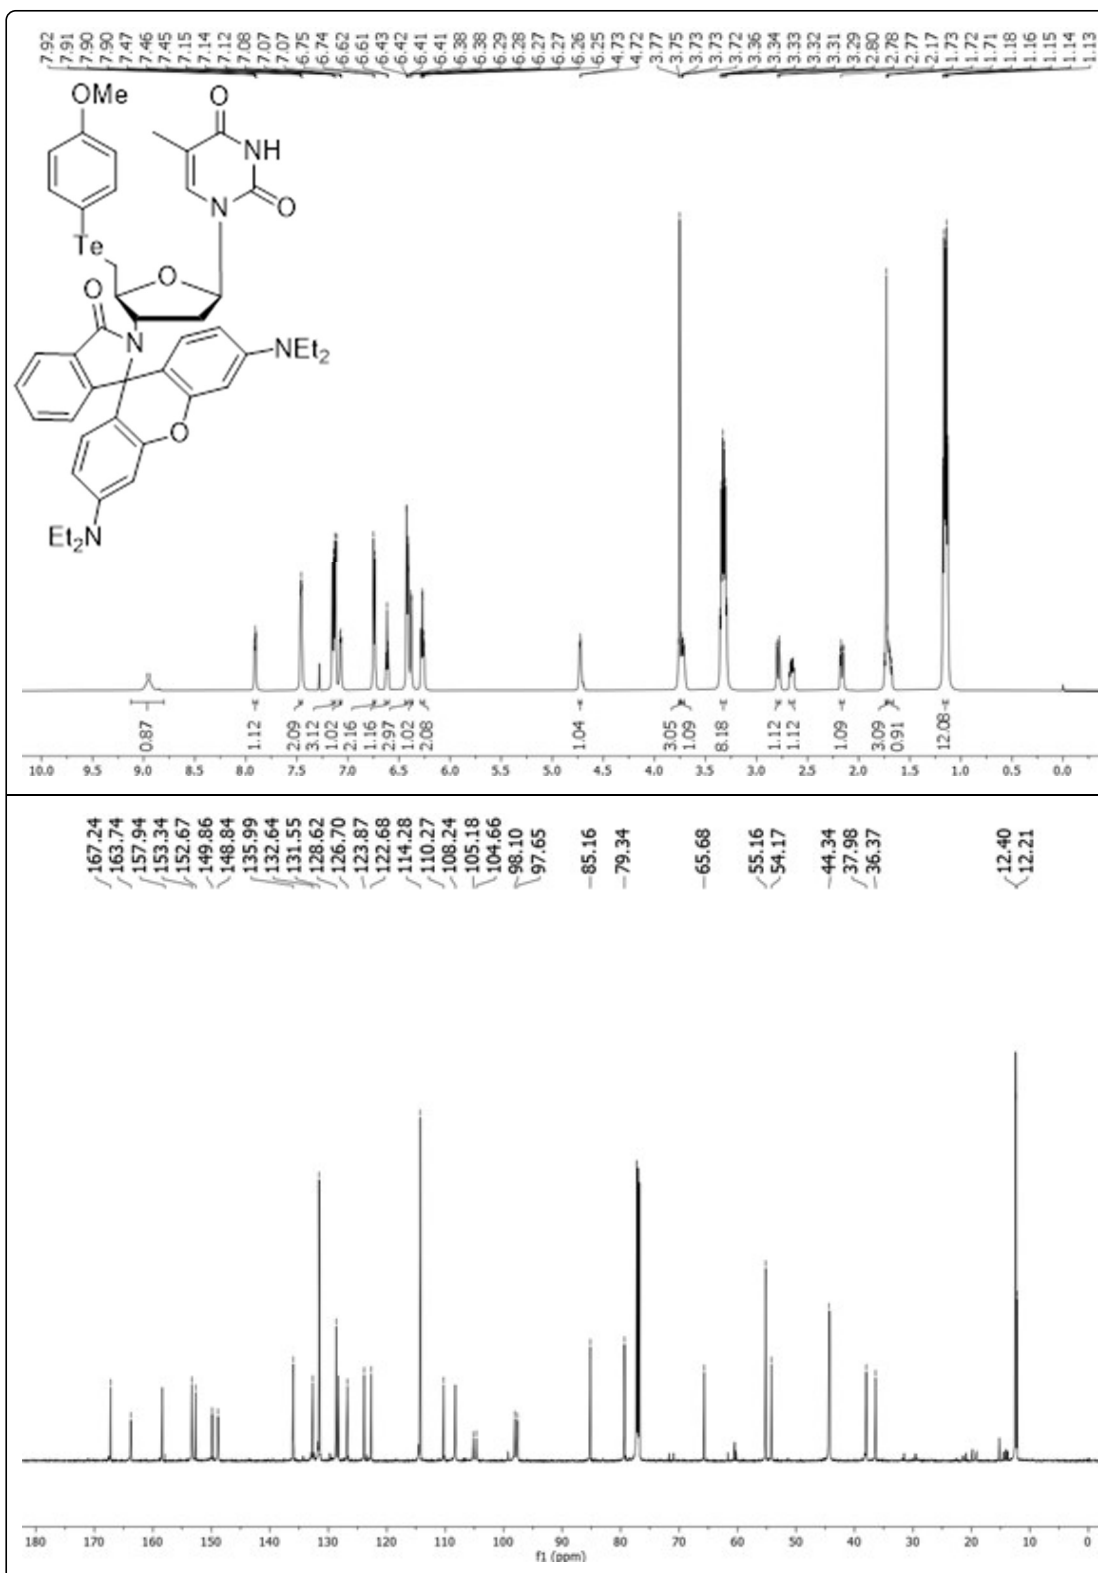 7.92 7.91 7.90 7.90 7.47 7.46 7.45 7.15 7.14 7.12 7.08 7.07 7.07 6.75 6.74 6.62 6.61 6.43 6.42 6.41 6.41 6.38 6.38 6.29 6.28 6.27 6.27 6.26 6.25 4.73 4.72 3.77 3.75 3.73 3.73 3.72 3.36 3.34 3.33 3.32 3.31 3.29 2.80 2.78 2.77 2.17 1.73 1.72 1.71 1.18 1.16 1.15 1.14 1.13
OMe
O
NH
N
O
Te
O
O
N
NEt2
O
Et2N
0.87 1.12 2.09 3.12 1.02 2.16 1.16 2.97 1.02 2.08 1.04 3.05 1.09 8.18 1.12 1.12 1.09 3.09 0.91 12.08
10.0 9.5 9.0 8.5 8.0 7.5 7.0 6.5 6.0 5.5 5.0 4.5 4.0 3.5 3.0 2.5 2.0 1.5 1.0 0.5 0.0
167.24 163.74 157.94 153.34 152.67 149.86 148.84 135.99 132.64 131.55 128.62 126.70 123.87 122.68 114.28 110.27 108.24 105.18 104.66 98.10 97.65 85.16 79.34 65.68 55.16 54.17 44.34 37.98 36.37 12.40 12.21
180 170 160 150 140 130 120 110 100 90 80 70 60 50 40 30 20 10 0
f1 (ppm)